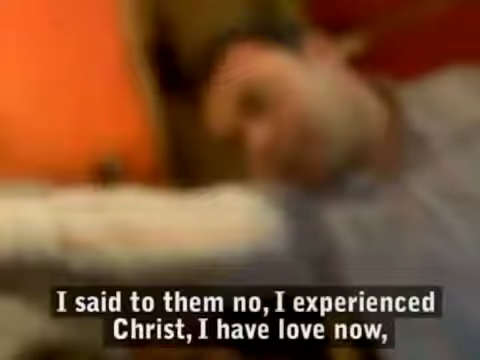 I said to them no, I experienced
Christ, I have love now,